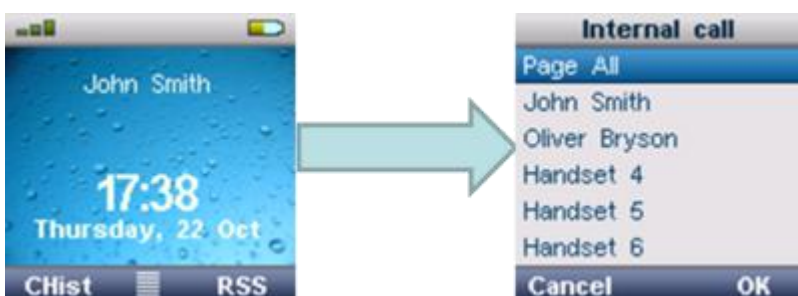 John Smith
17:38
Thursday, 22 Oct
CHist RSS
Internal call
Page All
John Smith
Oliver Bryson
Handset 4
Handset 5
Handset 6
Cancel OK